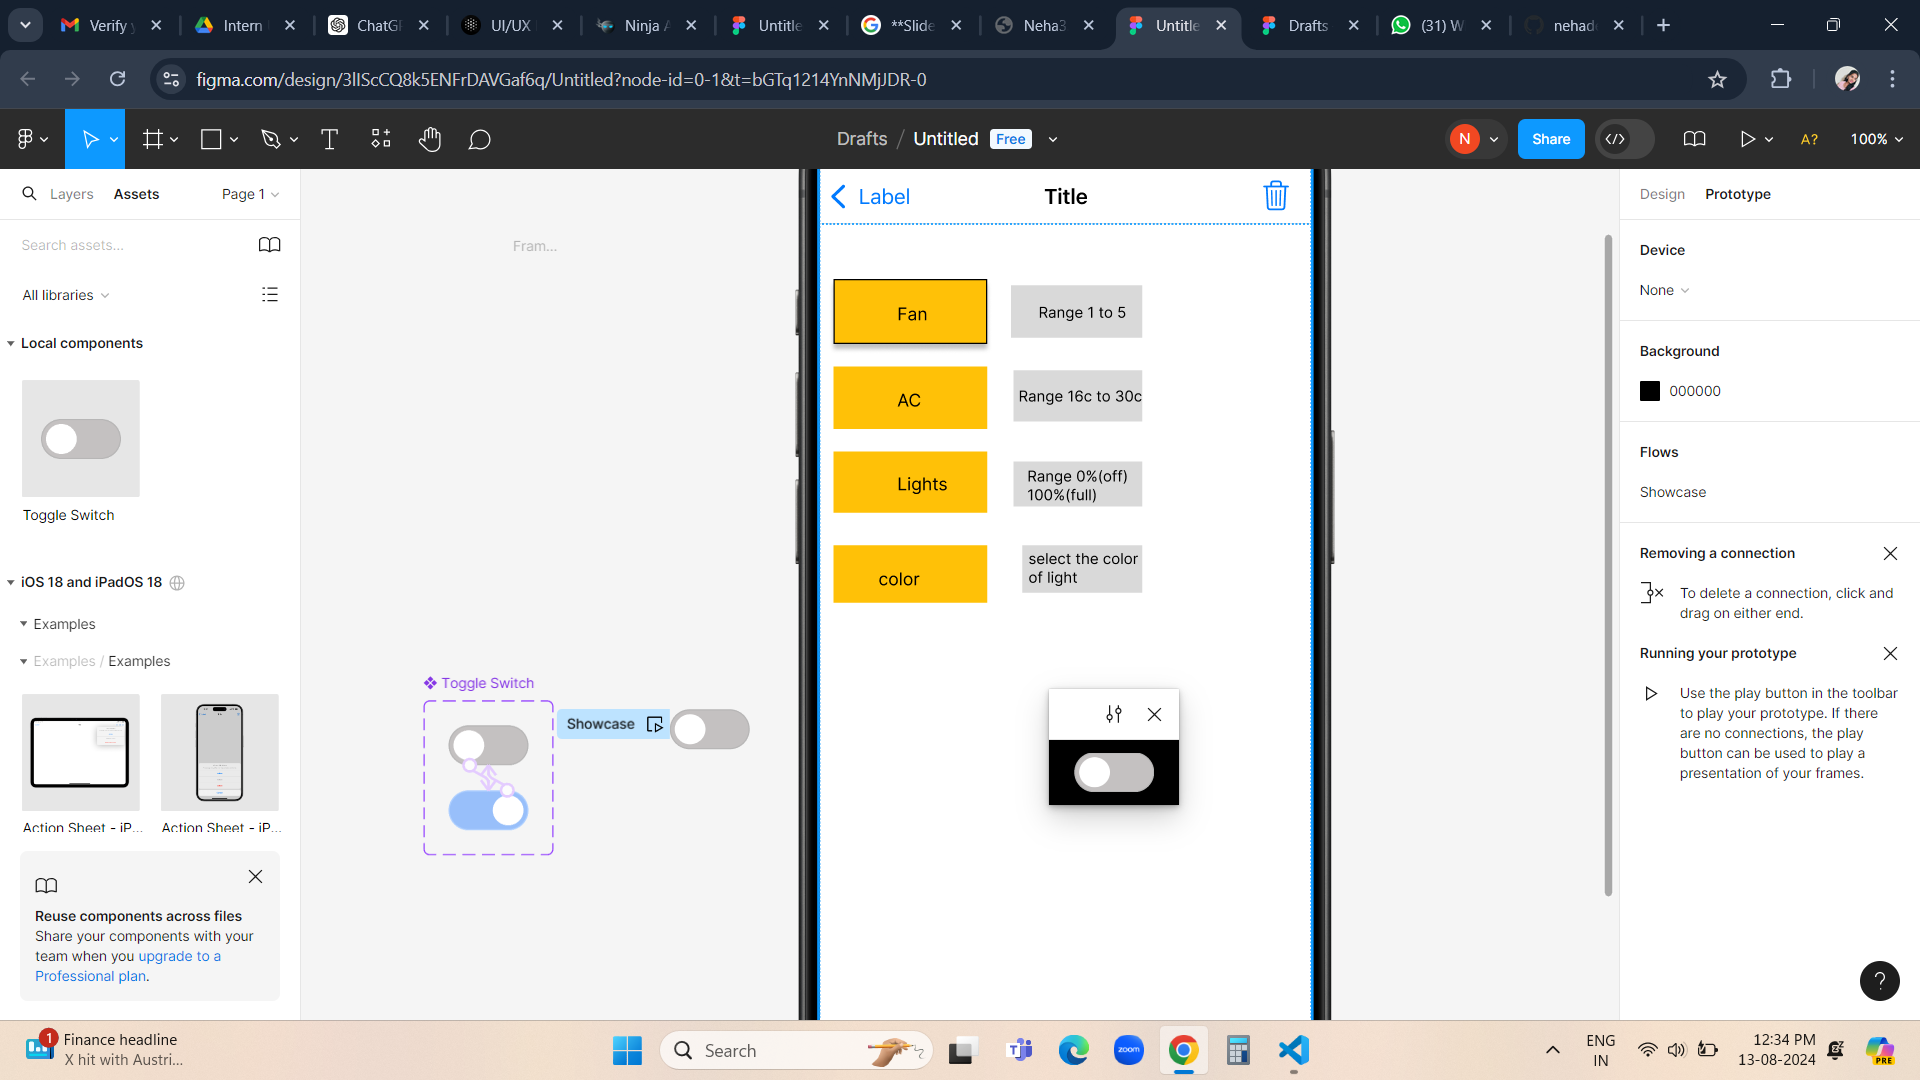 Verify y
Intern
ChatGP
UI/UX
Ninja A
Untitle
**Slide
Neha3
Untitle
Drafts
(31) W
nehad
figma.com/design/3lIScCQ8k5ENFrDAVGaf6q/Untitled?node-id=0-1&t=bGTq1214YnNMjJDR-0
Drafts / Untitled Free
N
Share
A?
100%
Layers
Assets
Page 1
Search assets...
All libraries
Local components
Toggle Switch
iOS 18 and iPadOS 18
Examples
Examples / Examples
Action Sheet - iP...
Action Sheet - iP...
Reuse components across files
Share your components with your
team when you upgrade to a
Professional plan.
Fram...
Toggle Switch
Showcase
Label
Title
Fan
Range 1 to 5
AC
Range 16c to 30c
Lights
Range 0%(off)
100%(full)
color
select the color
of light
Design
Prototype
Device
None
Background
000000
Flows
Showcase
Removing a connection
To delete a connection, click and
drag on either end.
Running your prototype
Use the play button in the toolbar
to play your prototype. If there
are no connections, the play
button can be used to play a
presentation of your frames.
?
1
Finance headline
X hit with Austri...
Search
zoom
ENG
IN
12:34 PM
13-08-2024
PRE